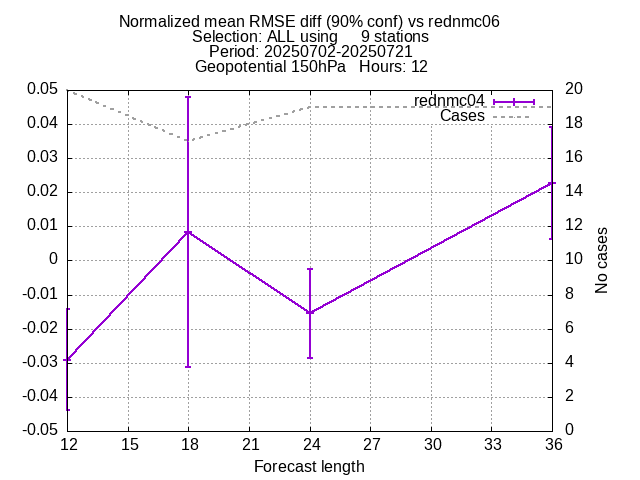 Normalized mean RMSE diff (90% conf) vs rednmc06
Selection: ALL using     9 stations
Period: 20250702-20250721
Geopotential 150hPa   Hours: 12
rednmc04
Cases
0.05
0.04
0.03
0.02
0.01
0
-0.01
-0.02
-0.03
-0.04
-0.05
20
18
16
14
12
10
8
6
4
2
0
No cases
12 15 18 21 24 27 30 33 36
Forecast length